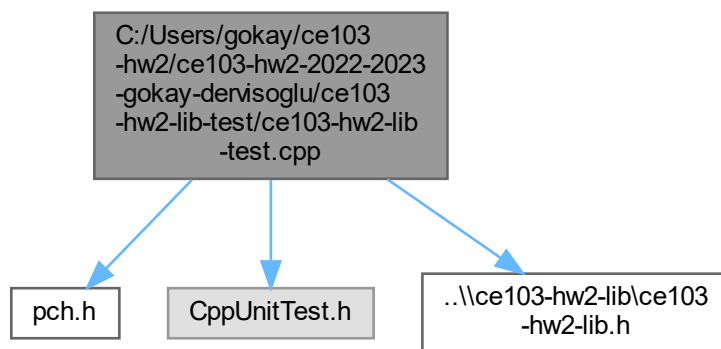 C:/Users/gokay/ce103
-hw2/ce103-hw2-2022-2023
-gokay-dervisoglu/ce103
-hw2-lib-test/ce103-hw2-lib
-test.cpp
pch.h
CppUnitTest.h
..\\ce103-hw2-lib\ce103
-hw2-lib.h